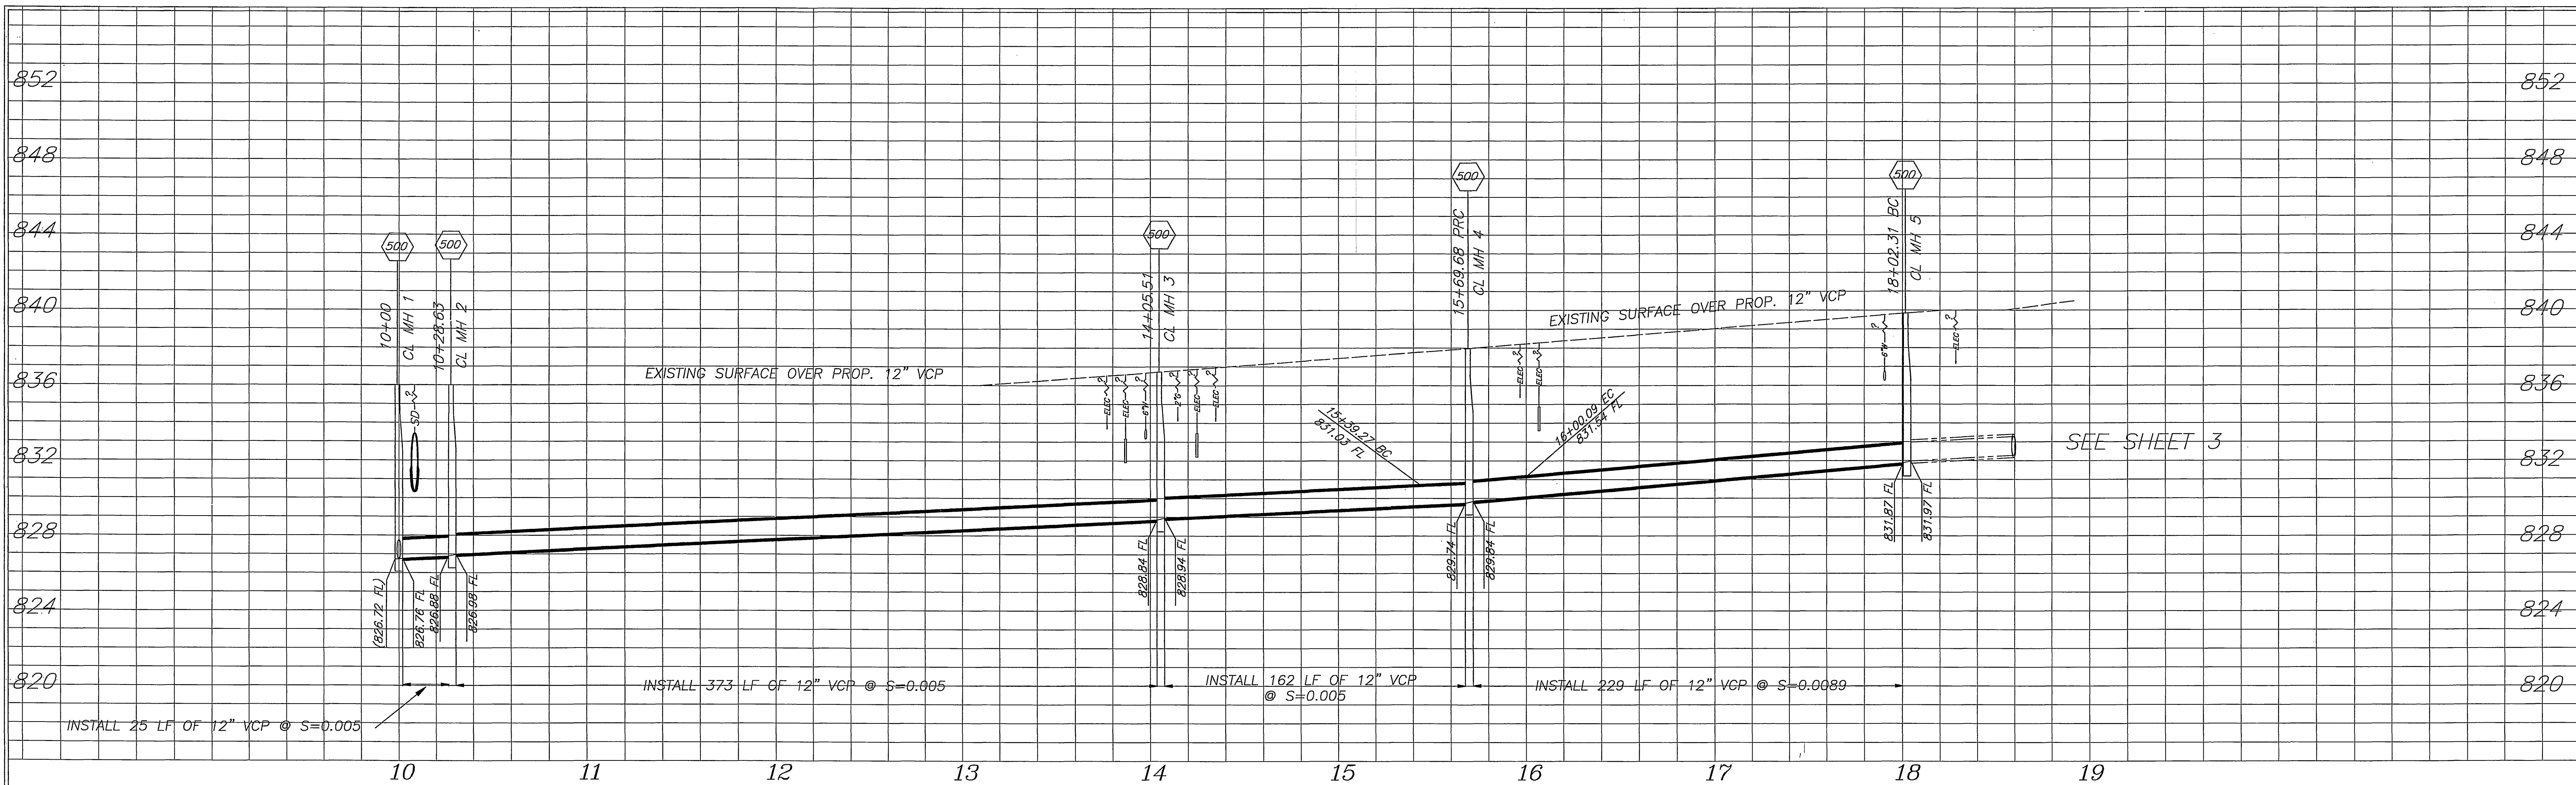 852
852
848
848
844
844
840
840
836
836
832
832
828
828
824
824
820
820
500
500
500
500
500
10+00
CL MH 1
10+28.63
CL MH 2
14+05.51
CL MH 3
15+69.68 PRC
CL MH 4
18+02.31 BC
CL MH 5
SD
EXISTING SURFACE OVER PROP. 12" VCP
EXISTING SURFACE OVER PROP. 12" VCP
ELEC
ELEC
6"W
2"G
ELEC
ELEC
ELEC
ELEC
6"W
ELEC
15+39.27 BC
831.03 FL
16+00.09 EC
831.54 FL
SEE SHEET 3
(826.72 FL)
826.76 FL
826.88 FL
826.98 FL
828.84 FL
828.94 FL
829.74 FL
829.84 FL
831.87 FL
831.97 FL
INSTALL 25 LF OF 12" VCP @ S=0.005
INSTALL 373 LF OF 12" VCP @ S=0.005
INSTALL 162 LF OF 12" VCP
@ S=0.005
INSTALL 229 LF OF 12" VCP @ S=0.0089
10
11
12
13
14
15
16
17
18
19